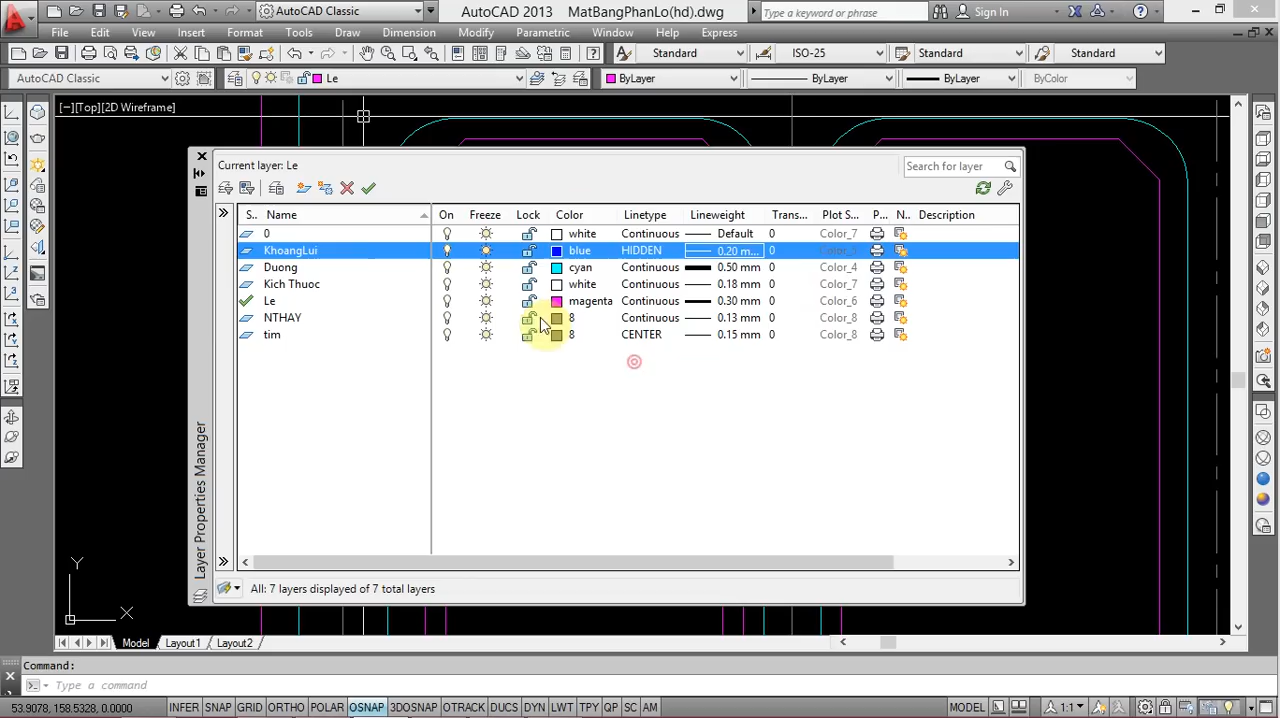 AutoCAD Classic
AutoCAD 2013 MatBangPhanLo(hd).dwg
Type a keyword or phrase
Sign In
File Edit View Insert Format Tools Draw Dimension Modify Parametric Window Help Express
Standard ISO-25 Standard Standard
AutoCAD Classic Le ByLayer ByLayer ByLayer ByColor
[−][Top][2D Wireframe]
Current layer: Le
Search for layer
S.. Name On Freeze Lock Color Linetype Lineweight Trans... Plot S... P... N.. Description
0 white Continuous Default 0 Color_7
KhoangLui blue HIDDEN 0.20 m... 0
Duong cyan Continuous 0.50 mm 0 Color_4
Kich Thuoc white Continuous 0.18 mm 0 Color_7
Le magenta Continuous 0.30 mm 0 Color_6
NTHAY 8 Continuous 0.13 mm 0 Color_8
tim 8 CENTER 0.15 mm 0 Color_8
Layer Properties Manager
All: 7 layers displayed of 7 total layers
Y
X
Model Layout1 Layout2
Command:
Type a command
53.9078, 158.5328, 0.0000 INFER SNAP GRID ORTHO POLAR OSNAP 3DOSNAP OTRACK DUCS DYN LWT TPY QP SC AM MODEL 1:1